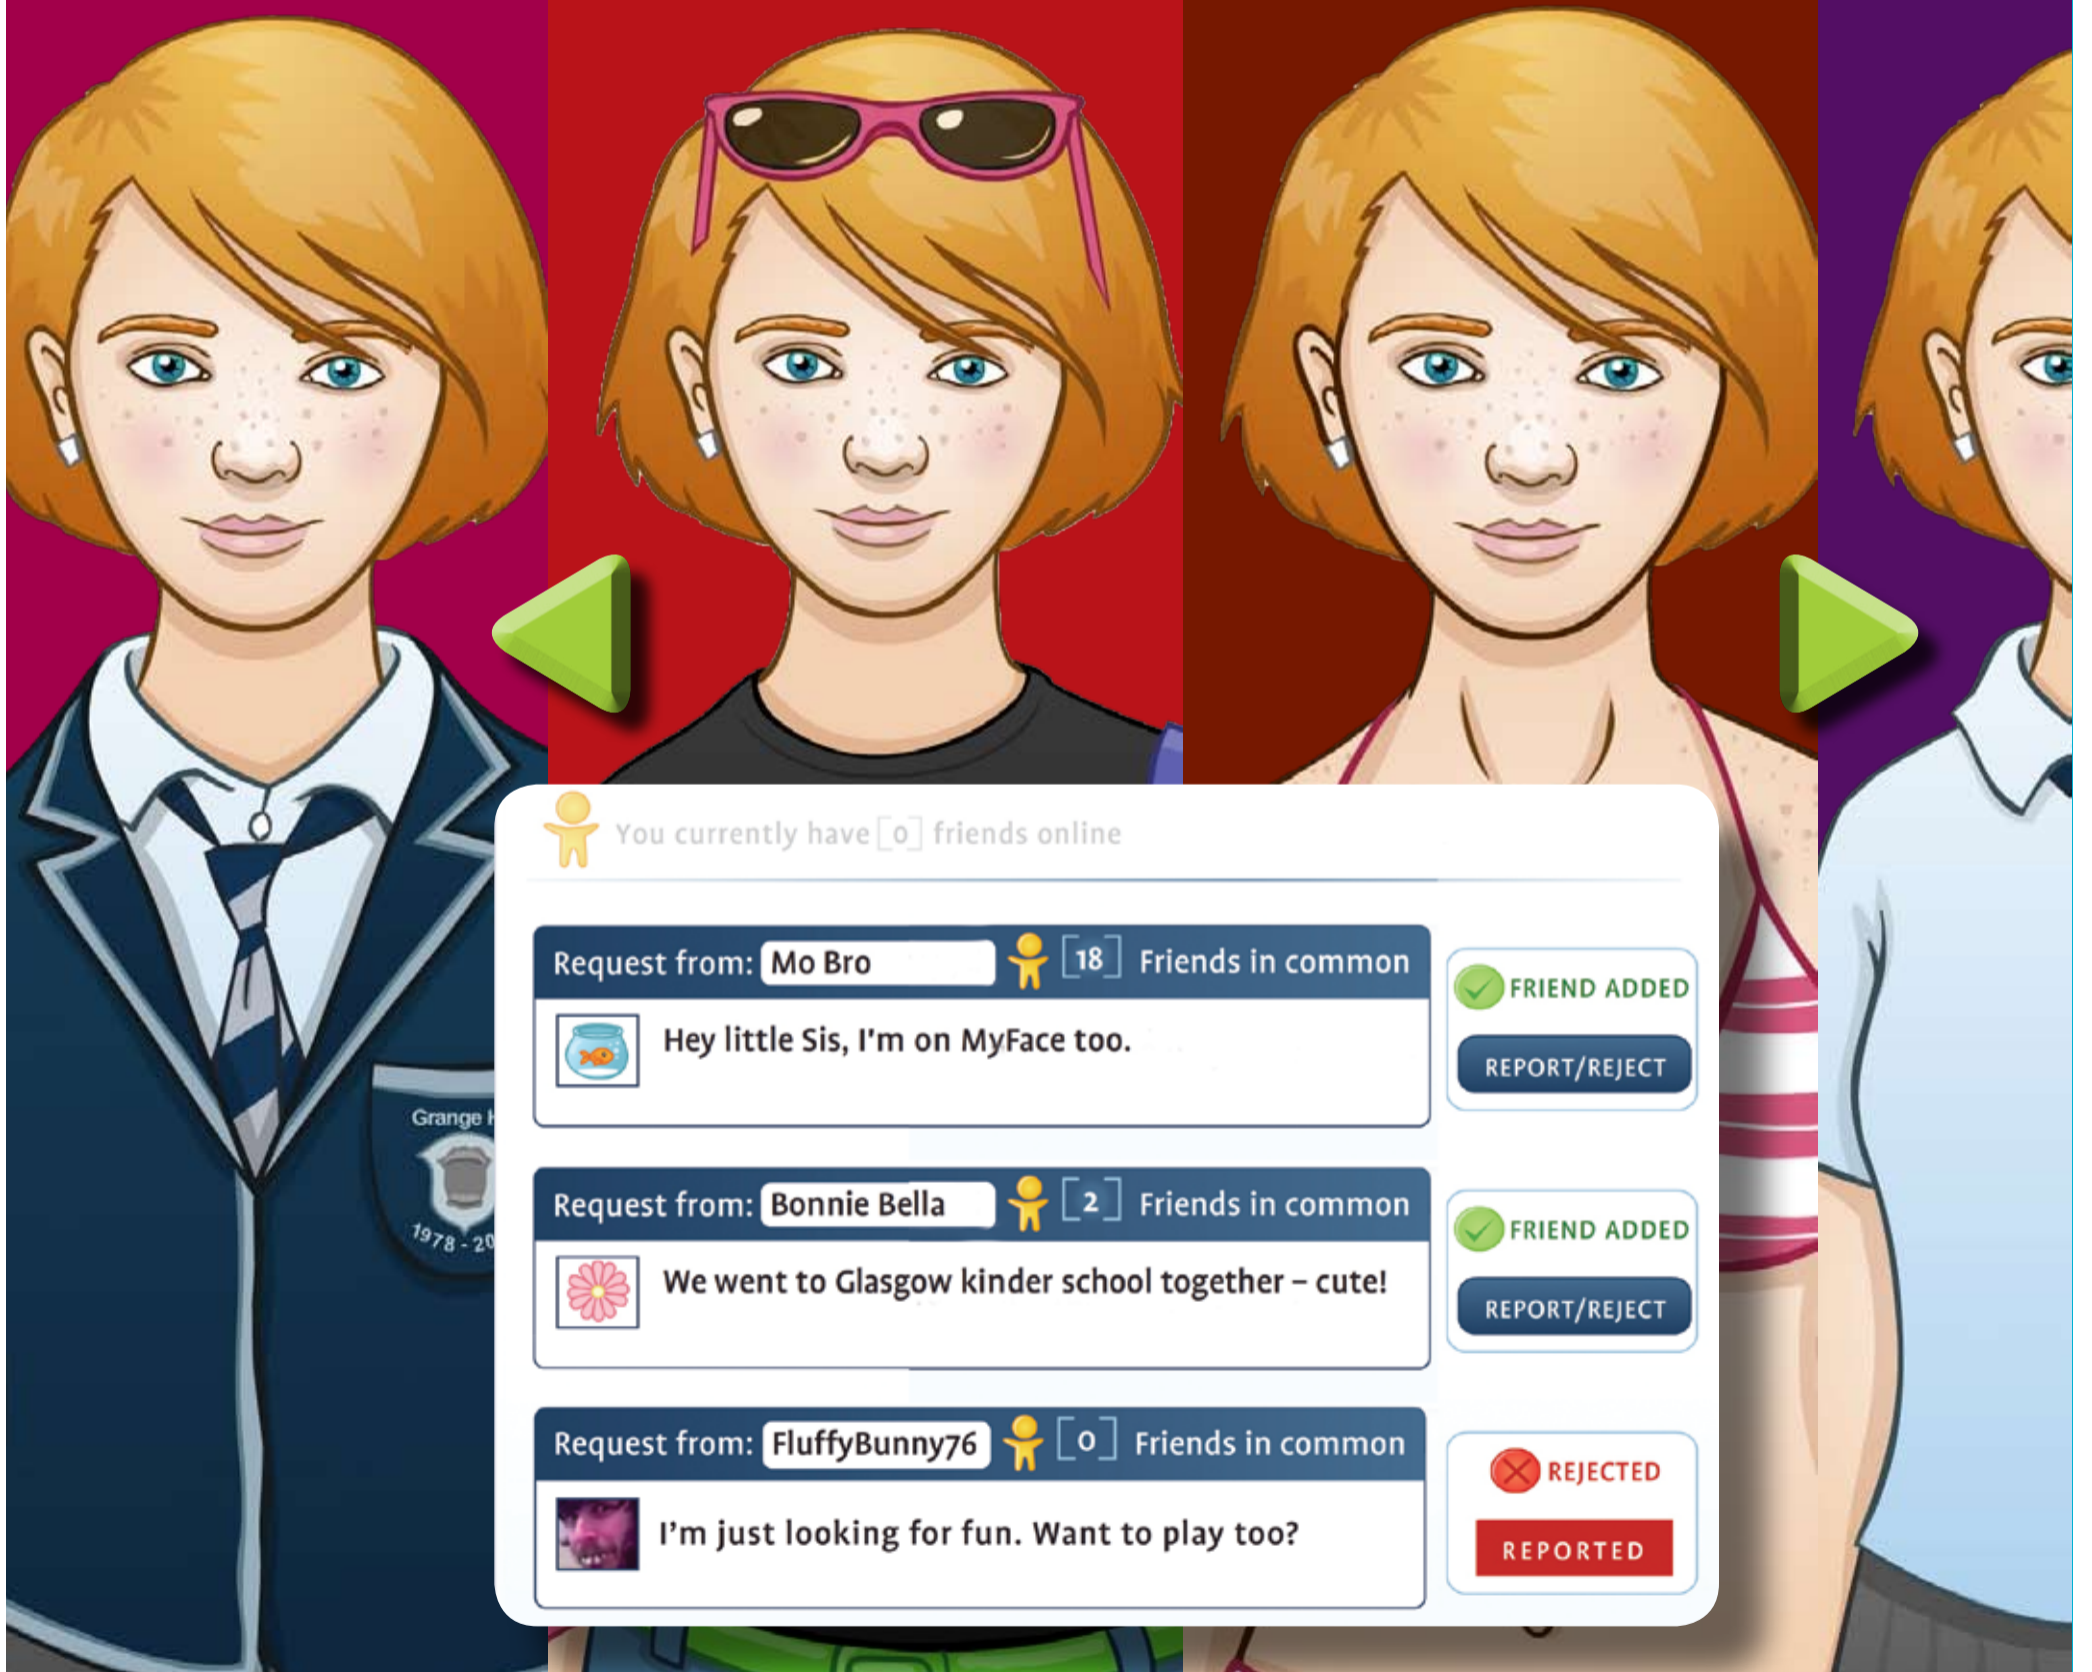 You currently have [0] friends online
Request from: Mo Bro [18] Friends in common
Hey little Sis, I'm on MyFace too.
FRIEND ADDED
REPORT/REJECT
Grange
1978 - 20
Request from: Bonnie Bella [2] Friends in common
We went to Glasgow kinder school together – cute!
FRIEND ADDED
REPORT/REJECT
Request from: FluffyBunny76 [0] Friends in common
I'm just looking for fun. Want to play too?
REJECTED
REPORTED